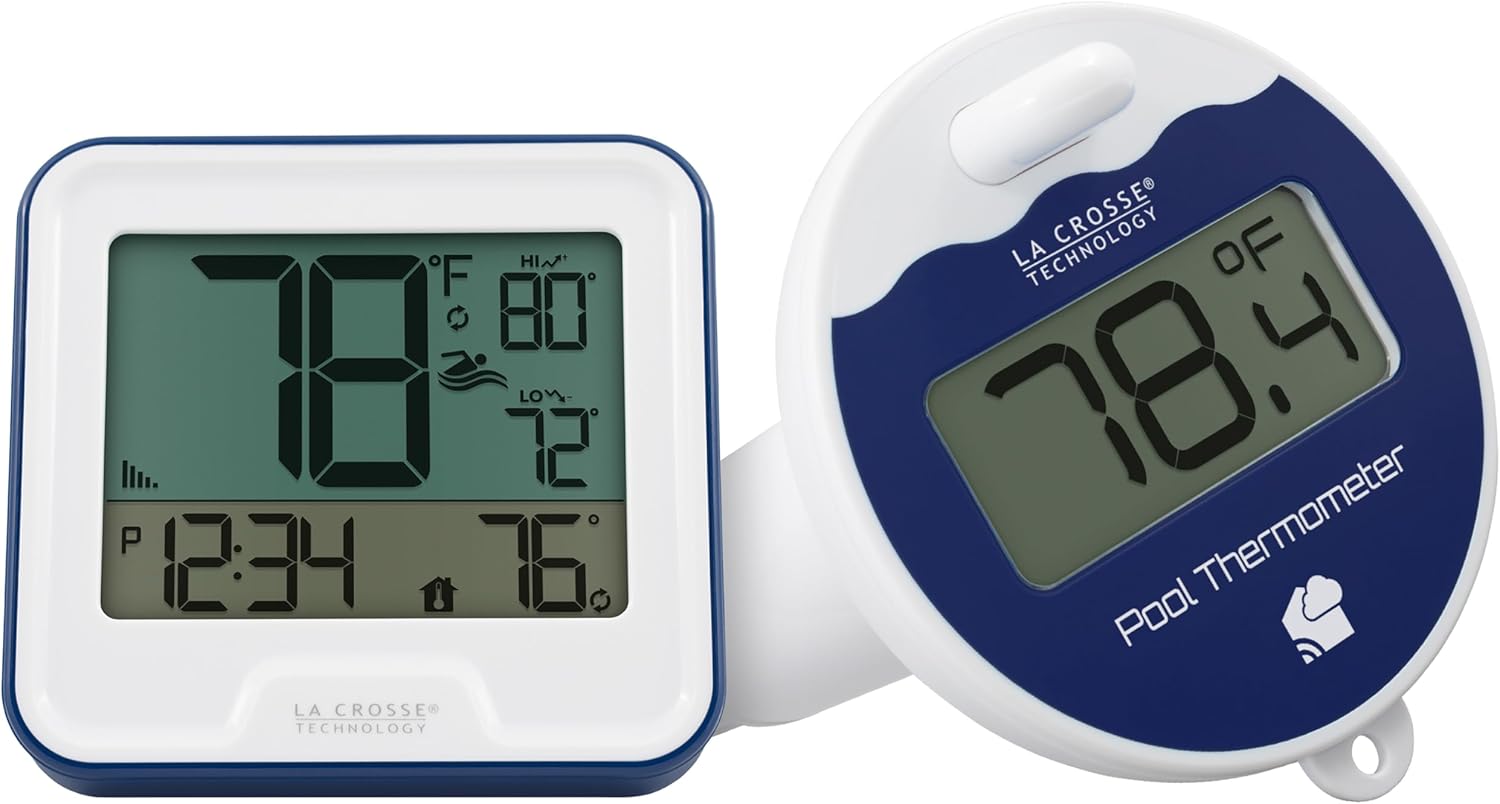 78°F
HI
80°
LO
72°
P 12:34
76°
LA CROSSE®
TECHNOLOGY
LA CROSSE®
TECHNOLOGY
78.4 °F
Pool Thermometer